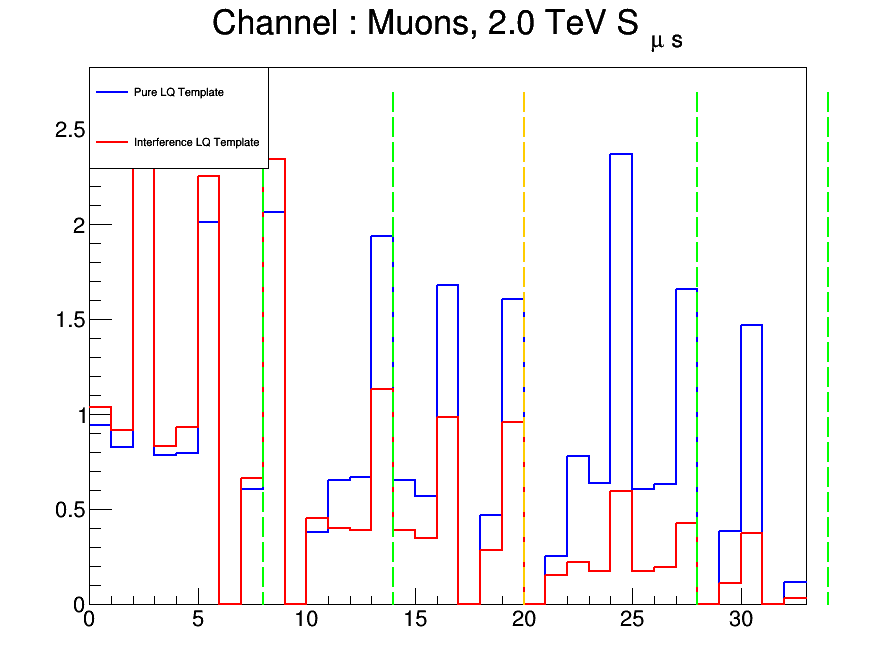 Channel : Muons, 2.0 TeV S μ s
Pure LQ Template
Interference LQ Template
2.5
2
1.5
1
0.5
0
0 5 10 15 20 25 30